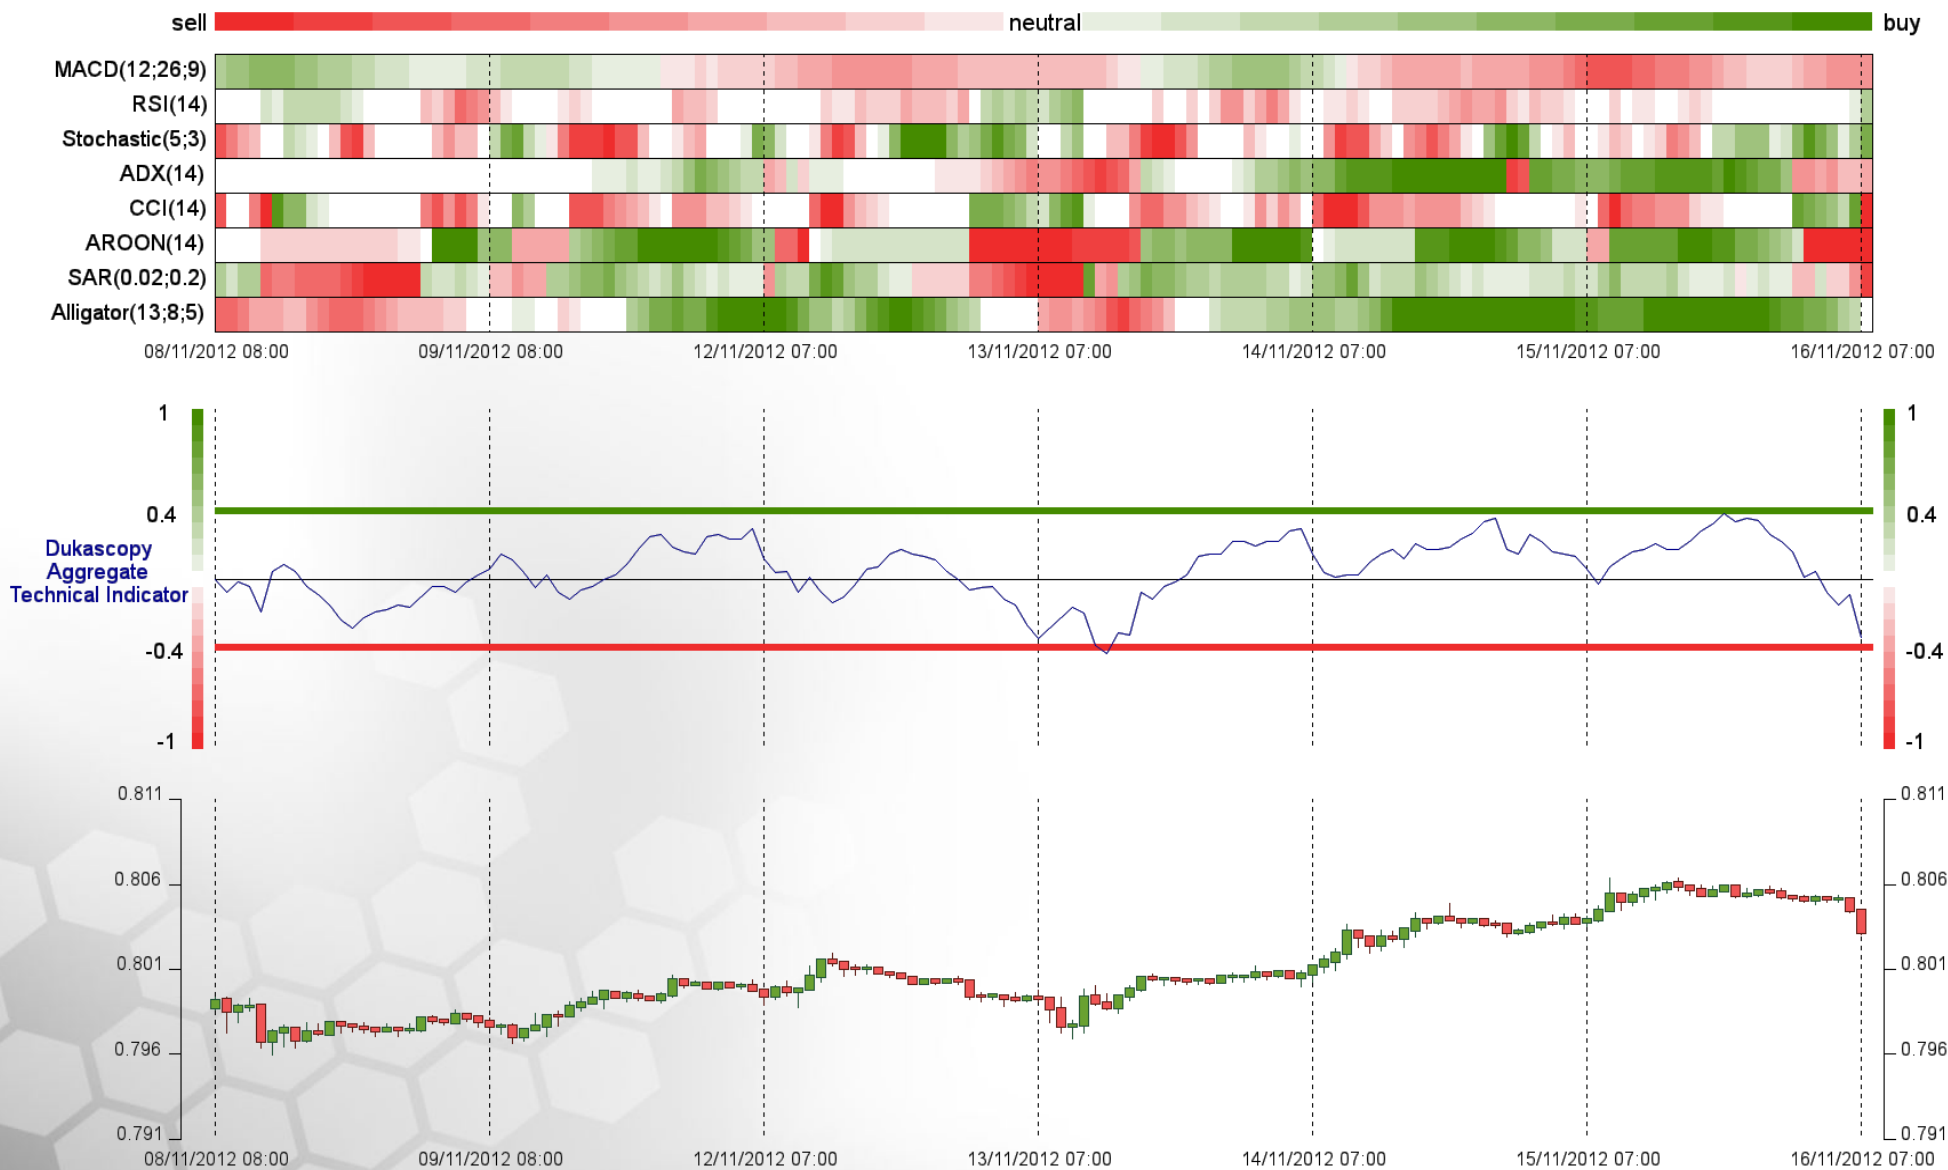 sell neutral buy
MACD(12;26;9)
RSI(14)
Stochastic(5;3)
ADX(14)
CCI(14)
AROON(14)
SAR(0.02;0.2)
Alligator(13;8;5)
08/11/2012 08:00 09/11/2012 08:00 12/11/2012 07:00 13/11/2012 07:00 14/11/2012 07:00 15/11/2012 07:00 16/11/2012 07:00
1 1
0.4 0.4
Dukascopy
Aggregate
Technical Indicator
-0.4 -0.4
-1 -1
0.811 0.811
0.806 0.806
0.801 0.801
0.796 0.796
0.791 0.791
08/11/2012 08:00 09/11/2012 08:00 12/11/2012 07:00 13/11/2012 07:00 14/11/2012 07:00 15/11/2012 07:00 16/11/2012 07:00